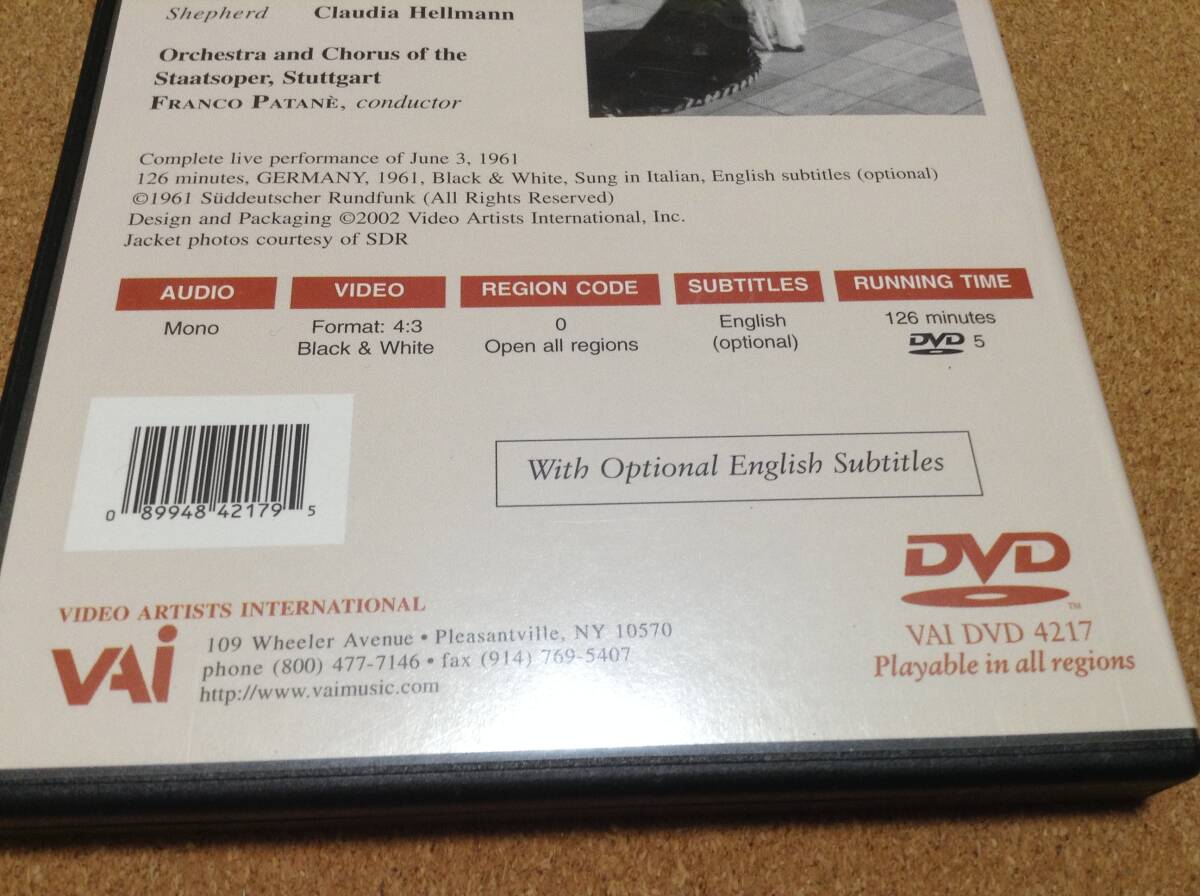 Shepherd Claudia Hellmann
Orchestra and Chorus of the
Staatsoper, Stuttgart
FRANCO PATANÈ, conductor
Complete live performance of June 3, 1961
126 minutes, GERMANY, 1961, Black & White, Sung in Italian, English subtitles (optional)
©1961 Süddeutscher Rundfunk (All Rights Reserved)
Design and Packaging ©2002 Video Artists International, Inc.
Jacket photos courtesy of SDR
AUDIO VIDEO REGION CODE SUBTITLES RUNNING TIME
Mono Format: 4:3 0 English 126 minutes
Black & White Open all regions (optional) DVD 5
With Optional English Subtitles
0 89948 42179 5
DVD
TM
VIDEO ARTISTS INTERNATIONAL
VAI
109 Wheeler Avenue • Pleasantville, NY 10570
phone (800) 477-7146 • fax (914) 769-5407
http://www.vaimusic.com
VAI DVD 4217
Playable in all regions